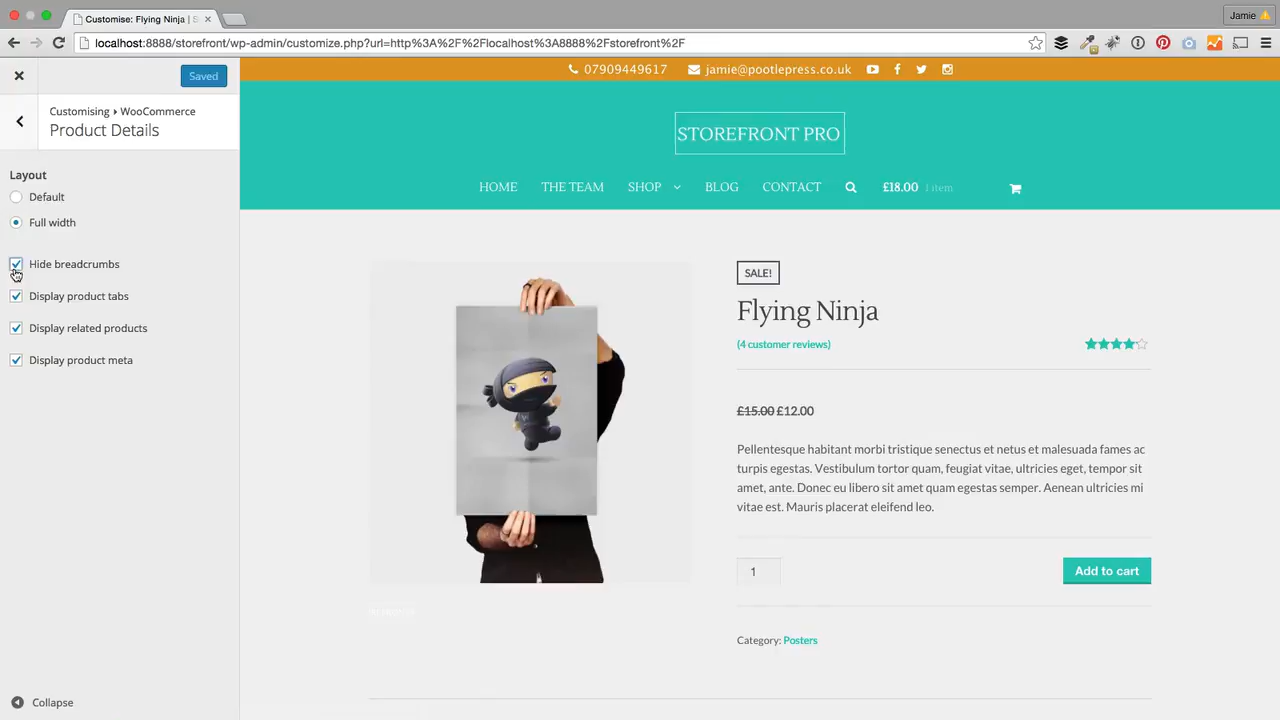 Customise: Flying Ninja | S
Jamie
localhost:8888/storefront/wp-admin/customize.php?url=http%3A%2F%2Flocalhost%3A8888%2Fstorefront%2F
Saved
Customising ▸ WooCommerce
Product Details
Layout
Default
Full width
Hide breadcrumbs
Display product tabs
Display related products
Display product meta
Collapse
07909449617 jamie@pootlepress.co.uk
STOREFRONT PRO
HOME THE TEAM SHOP BLOG CONTACT £18.00 1 item
SALE!
Flying Ninja
(4 customer reviews)
£15.00 £12.00
Pellentesque habitant morbi tristique senectus et netus et malesuada fames ac
turpis egestas. Vestibulum tortor quam, feugiat vitae, ultricies eget, tempor sit
amet, ante. Donec eu libero sit amet quam egestas semper. Aenean ultricies mi
vitae est. Mauris placerat eleifend leo.
1
Add to cart
Category: Posters